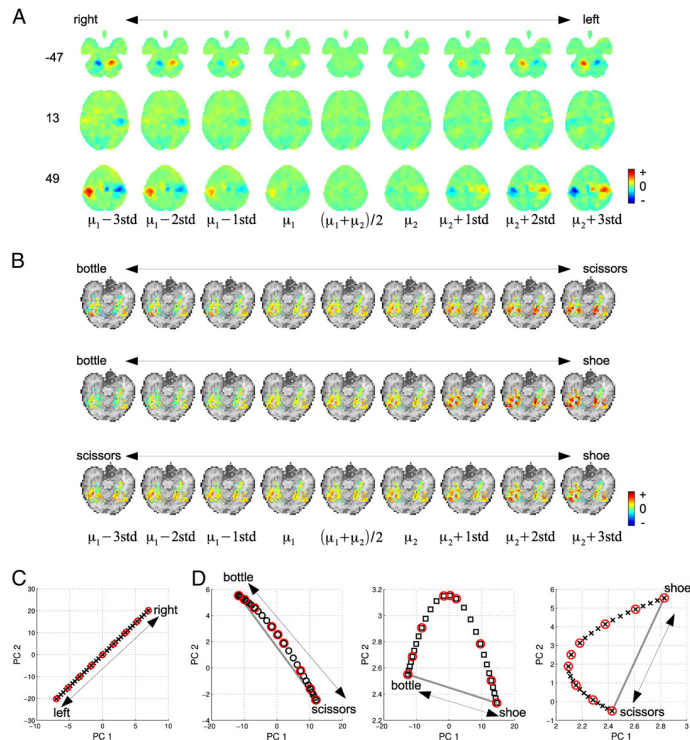 A
right left
-47
13
49
+
0
-
μ₁−3std μ₁−2std μ₁−1std μ₁ (μ₁+μ₂)/2 μ₂ μ₂+1std μ₂+2std μ₂+3std
B
bottle scissors
bottle shoe
scissors shoe
+
0
-
μ₁−3std μ₁−2std μ₁−1std μ₁ (μ₁+μ₂)/2 μ₂ μ₂+1std μ₂+2std μ₂+3std
C
30
20
10
0
-10
-20
-30
PC 2
right
left
-10 -5 0 5 10
PC 1
D
6
4
2
0
-2
-4
PC 2
bottle
scissors
-20 -10 0 10 20
PC 1
3.2
3
2.8
2.6
2.4
2.2
PC 2
bottle
shoe
-20 -10 0 10 20
PC 1
6
5
4
3
2
1
0
-1
PC 2
shoe
scissors
2 2.2 2.4 2.6 2.8 3
PC 1